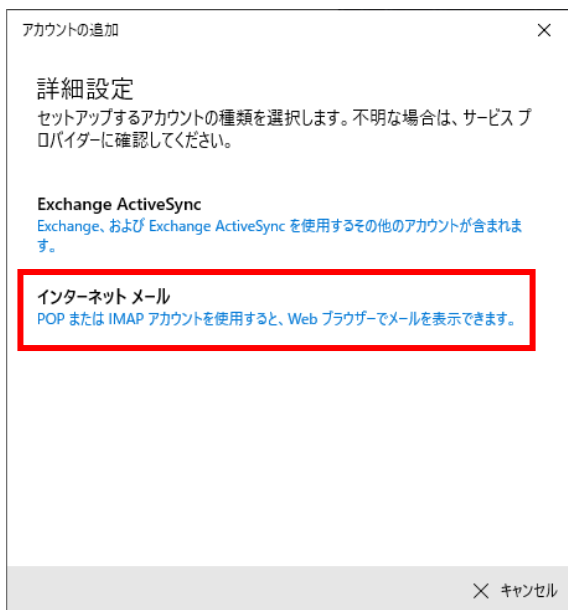 アカウントの追加
詳細設定
セットアップするアカウントの種類を選択します。不明な場合は、サービス プ
ロバイダーに確認してください。
Exchange ActiveSync
Exchange、および Exchange ActiveSync を使用するその他のアカウントが含まれま
す。
インターネット メール
POP または IMAP アカウントを使用すると、Web ブラウザーでメールを表示できます。
キャンセル